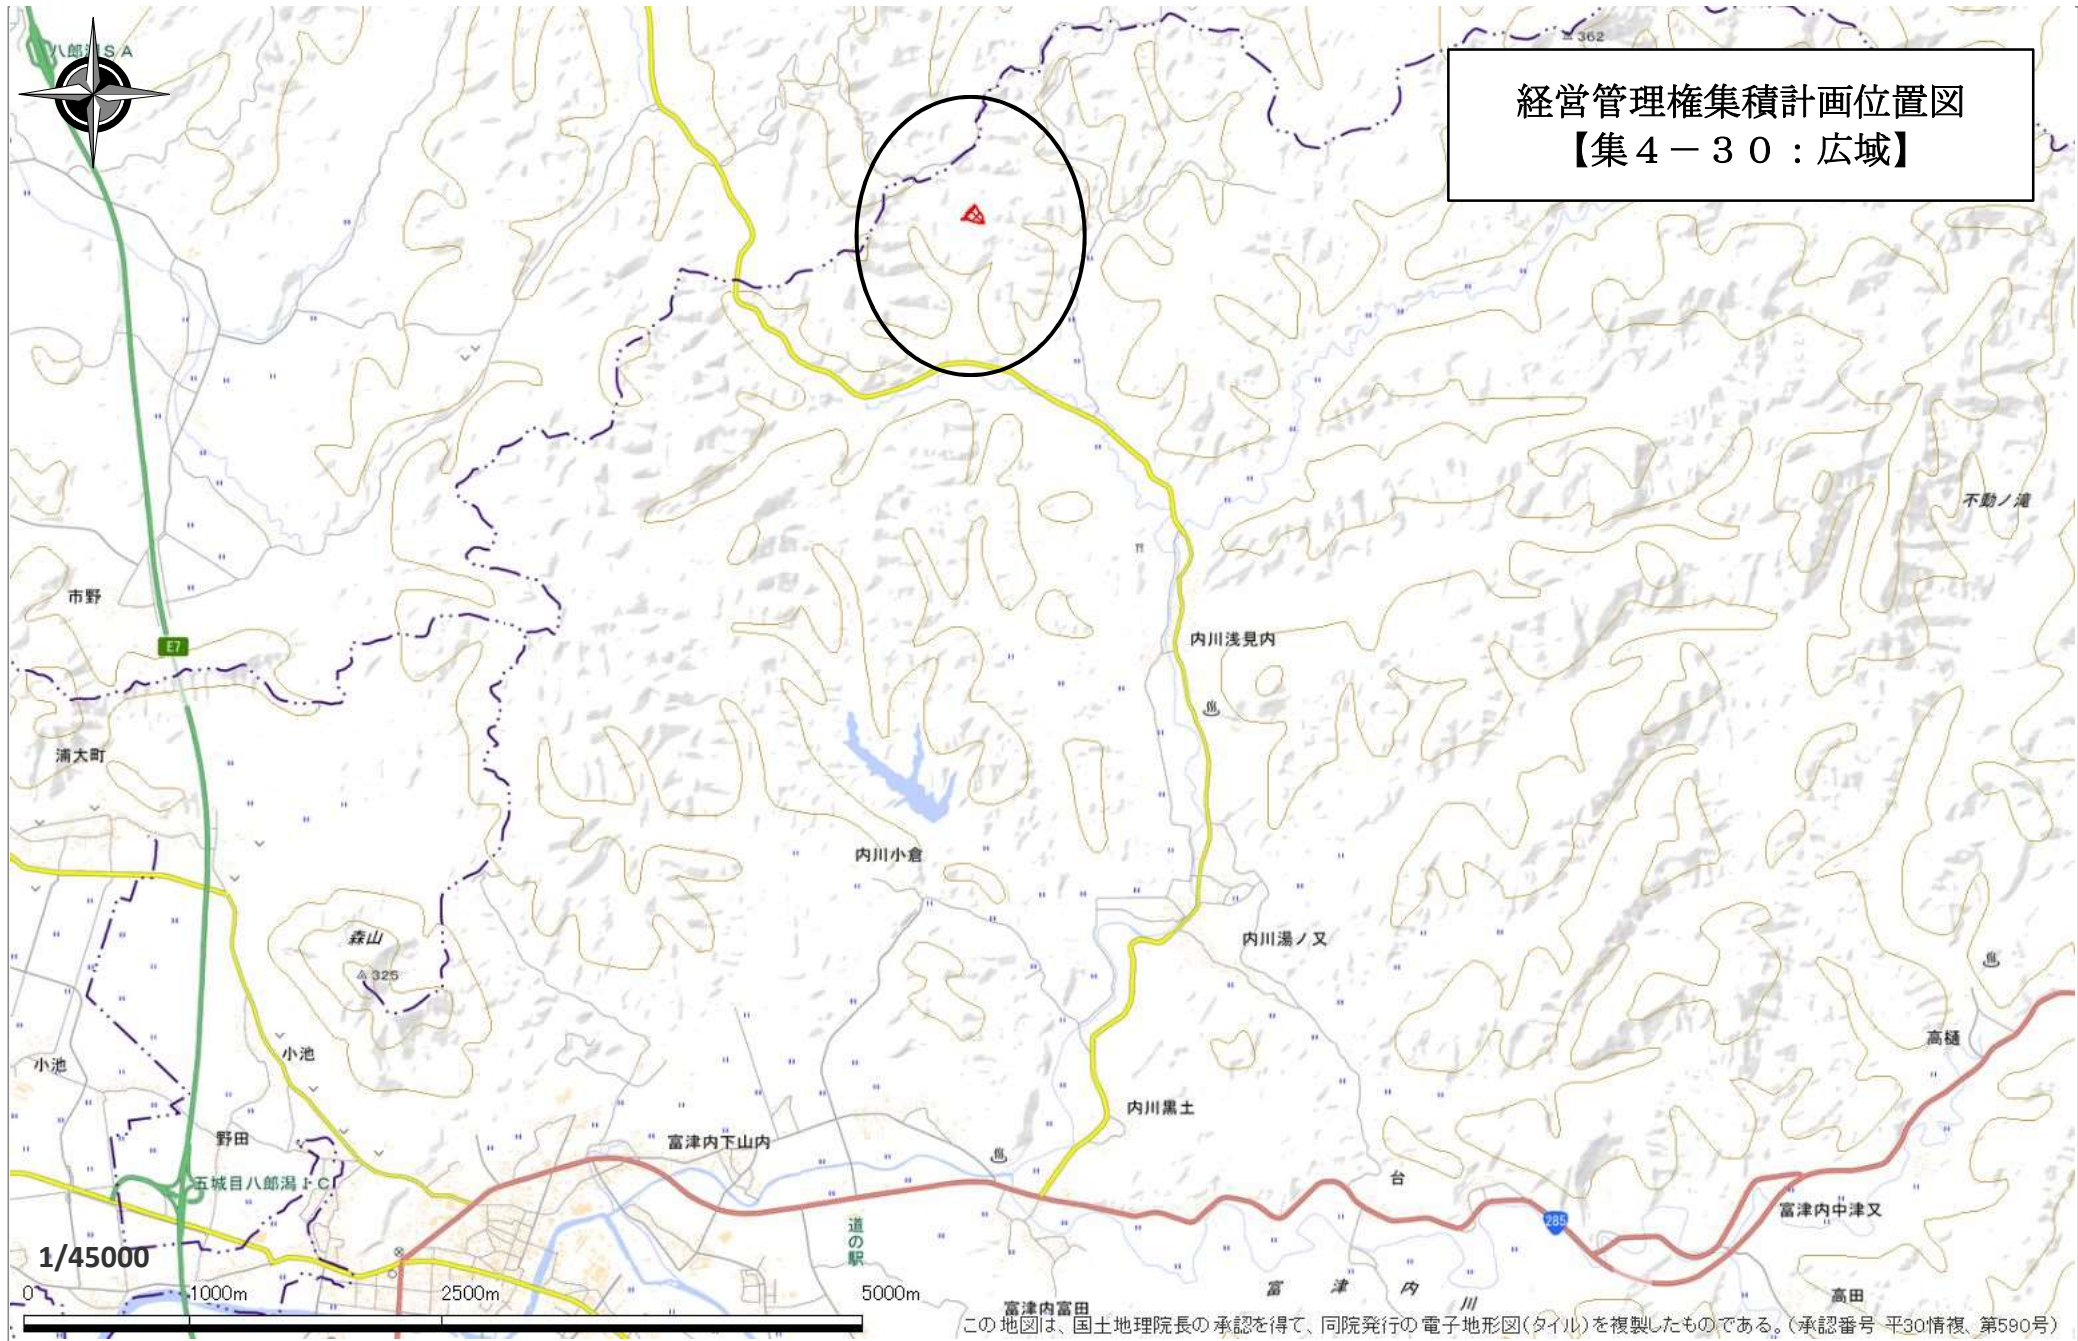 八郎潟ＳＡ
362
経営管理権集積計画位置図
【集４－３０：広域】
不動ノ滝
市野
E7
内川浅見内
浦大町
内川小倉
森山
325
内川湯ノ又
高樋
小池
小池
内川黒土
野田
富津内下山内
台
五城目八郎潟ＩＣ
285
富津内中津又
道の駅
1/45000
0
1000m
2500m
5000m
富津内川
高田
富津内富田
この地図は、国土地理院長の承認を得て、同院発行の電子地形図(タイル)を複製したものである。(承認番号 平30情複、第590号)